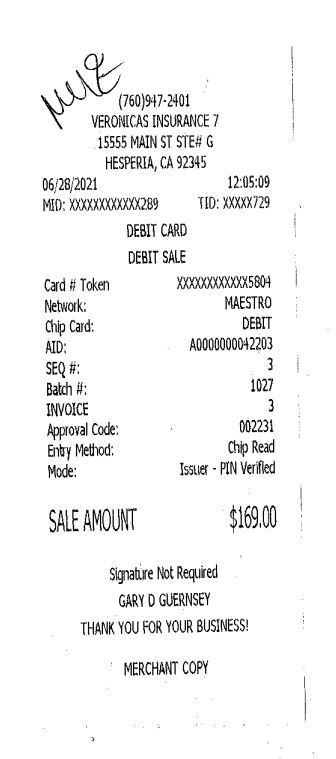 (760)947-2401
VERONICAS INSURANCE 7
15555 MAIN ST STE# G
HESPERIA, CA 92345
06/28/2021 12:05:09
MID: XXXXXXXXXXXX289 TID: XXXXX729
DEBIT CARD
DEBIT SALE
Card # Token XXXXXXXXXXXX5804
Network: MAESTRO
Chip Card: DEBIT
AID: A0000000042203
SEQ #: 3
Batch #: 1027
INVOICE 3
Approval Code: 002231
Entry Method: Chip Read
Mode: Issuer - PIN Verified
SALE AMOUNT $169.00
Signature Not Required
GARY D GUERNSEY
THANK YOU FOR YOUR BUSINESS!
MERCHANT COPY